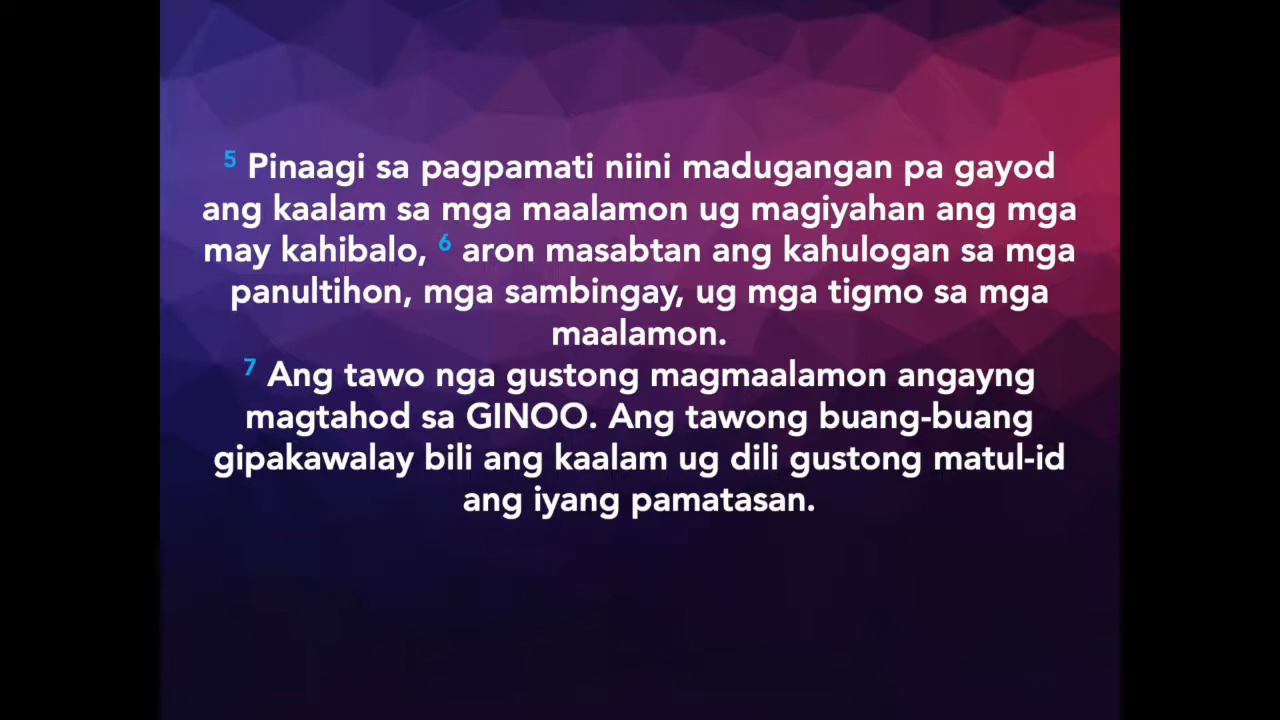 5 Pinaagi sa pagpamati niini madugangan pa gayod
ang kaalam sa mga maalamon ug magiyahan ang mga
may kahibalo, 6 aron masabtan ang kahulogan sa mga
panultihon, mga sambingay, ug mga tigmo sa mga
maalamon.
7 Ang tawo nga gustong magmaalamon angayng
magtahod sa GINOO. Ang tawong buang-buang
gipakawalay bili ang kaalam ug dili gustong matul-id
ang iyang pamatasan.